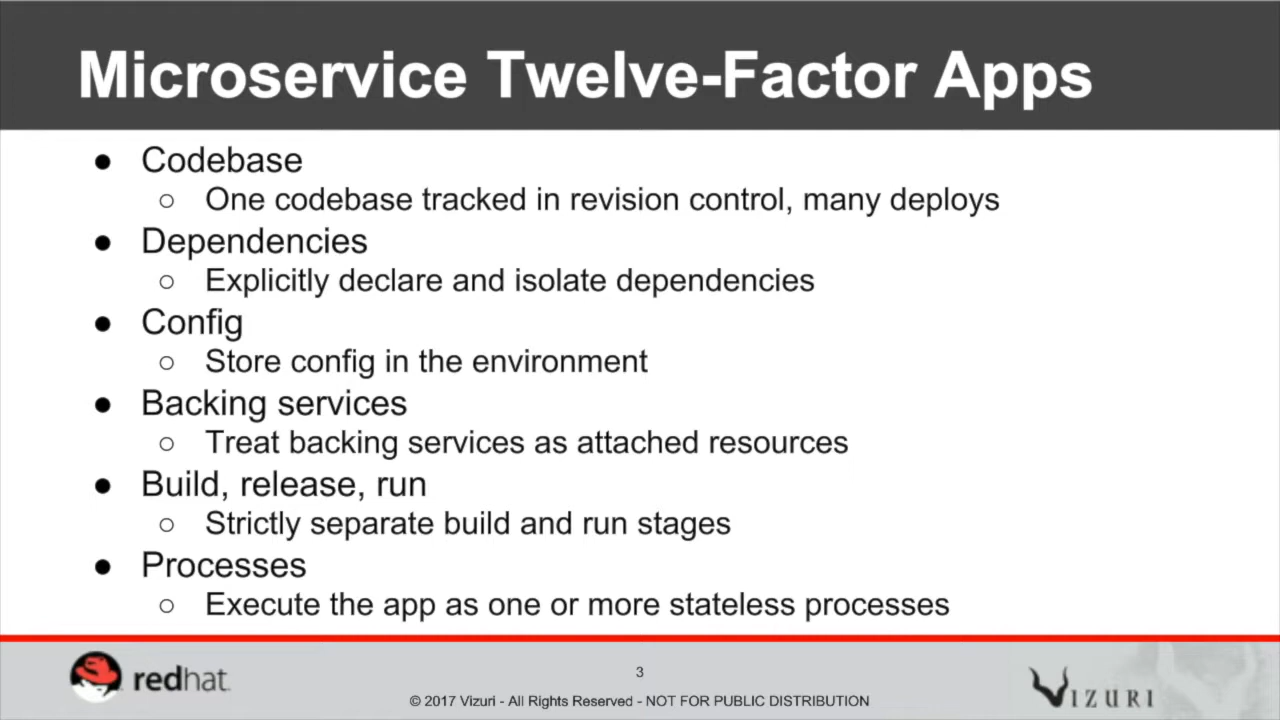 Microservice Twelve-Factor Apps
● Codebase
○ One codebase tracked in revision control, many deploys
● Dependencies
○ Explicitly declare and isolate dependencies
● Config
○ Store config in the environment
● Backing services
○ Treat backing services as attached resources
● Build, release, run
○ Strictly separate build and run stages
● Processes
○ Execute the app as one or more stateless processes
redhat
3
© 2017 Vizuri - All Rights Reserved - NOT FOR PUBLIC DISTRIBUTION
VIZURI